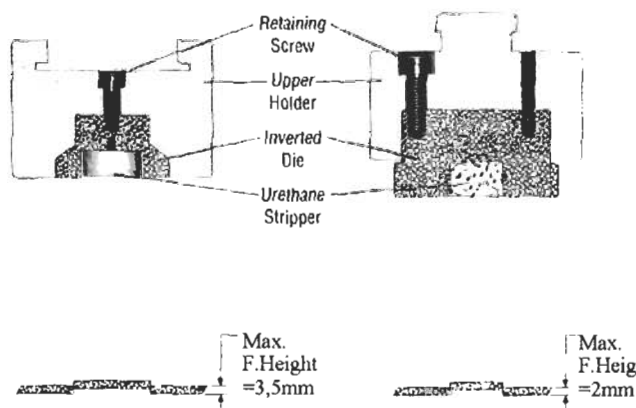 Retaining
Screw
Upper
Holder
Inverted
Die
Urethane
Stripper
Max.
F.Height
=3,5mm
Max.
F.Heig
=2mm